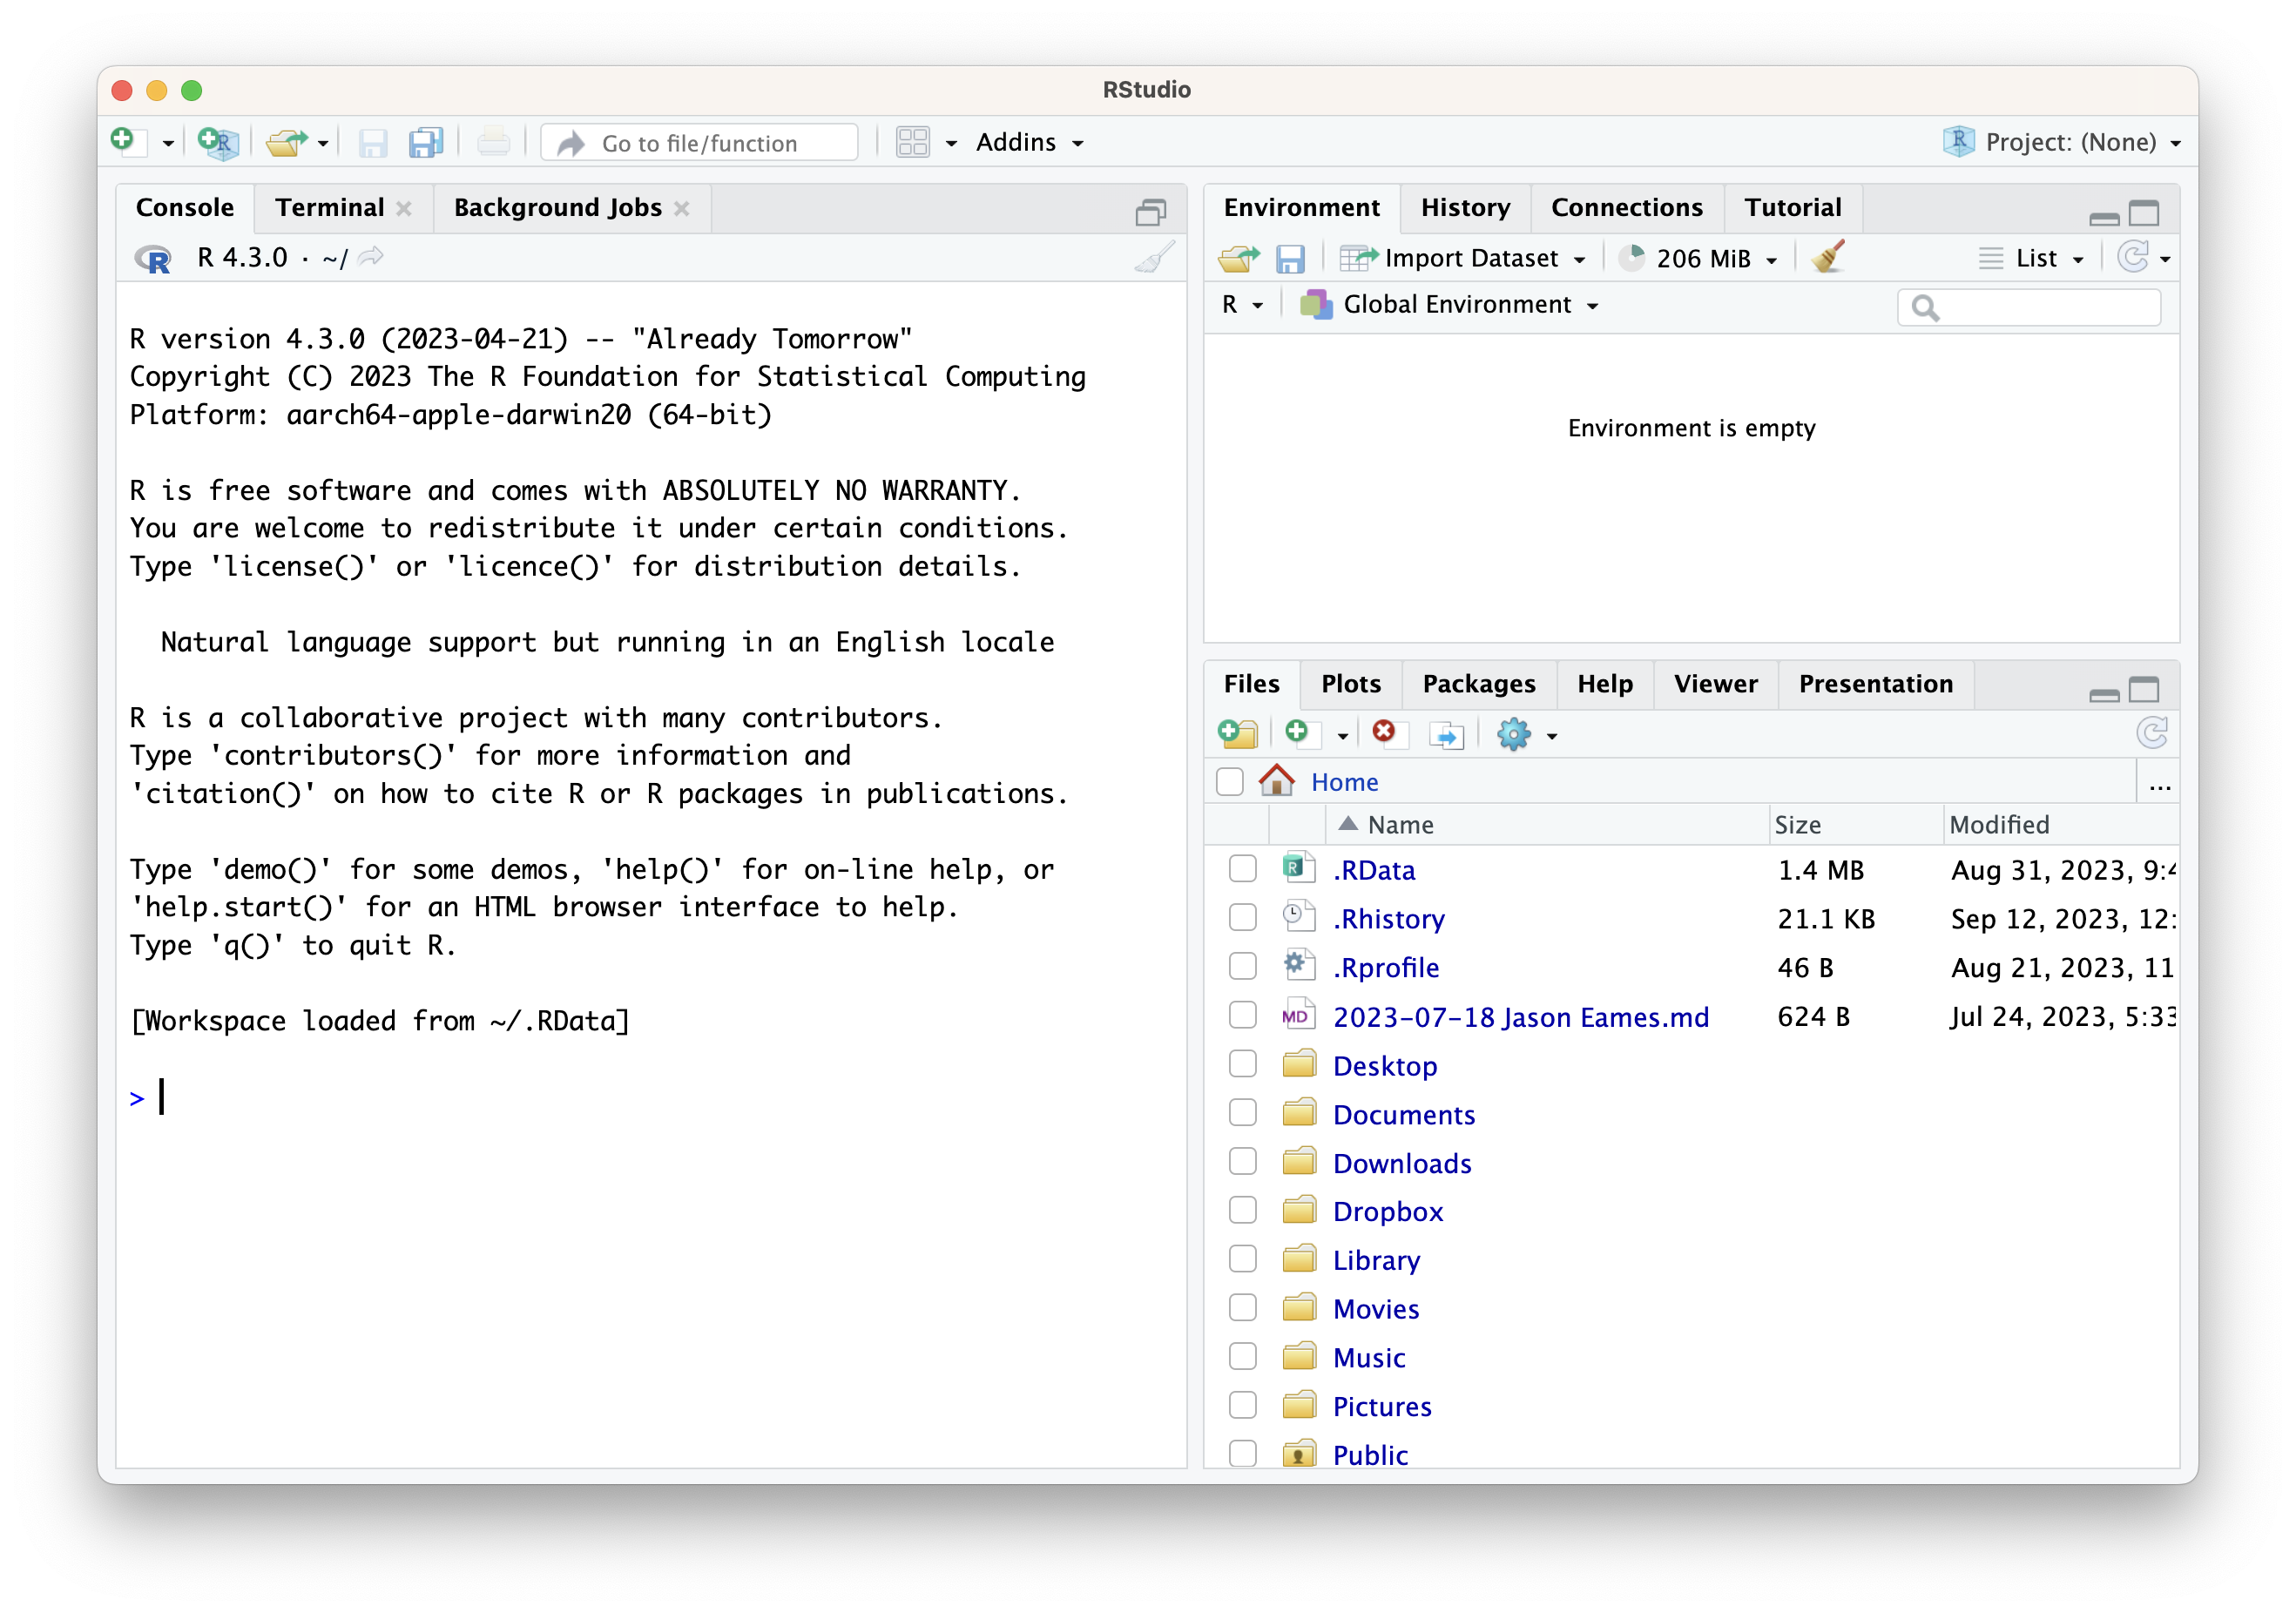 RStudio
Go to file/function
Addins
Project: (None)
Console Terminal Background Jobs
R 4.3.0 · ~/
R version 4.3.0 (2023-04-21) -- "Already Tomorrow"
Copyright (C) 2023 The R Foundation for Statistical Computing
Platform: aarch64-apple-darwin20 (64-bit)
R is free software and comes with ABSOLUTELY NO WARRANTY.
You are welcome to redistribute it under certain conditions.
Type 'license()' or 'licence()' for distribution details.
Natural language support but running in an English locale
R is a collaborative project with many contributors.
Type 'contributors()' for more information and
'citation()' on how to cite R or R packages in publications.
Type 'demo()' for some demos, 'help()' for on-line help, or
'help.start()' for an HTML browser interface to help.
Type 'q()' to quit R.
[Workspace loaded from ~/.RData]
>
Environment History Connections Tutorial
Import Dataset 206 MiB List
R Global Environment
Environment is empty
Files Plots Packages Help Viewer Presentation
Home ...
Name Size Modified
.RData 1.4 MB Aug 31, 2023, 9:4
.Rhistory 21.1 KB Sep 12, 2023, 12:
.Rprofile 46 B Aug 21, 2023, 11
MD 2023-07-18 Jason Eames.md 624 B Jul 24, 2023, 5:33
Desktop
Documents
Downloads
Dropbox
Library
Movies
Music
Pictures
Public